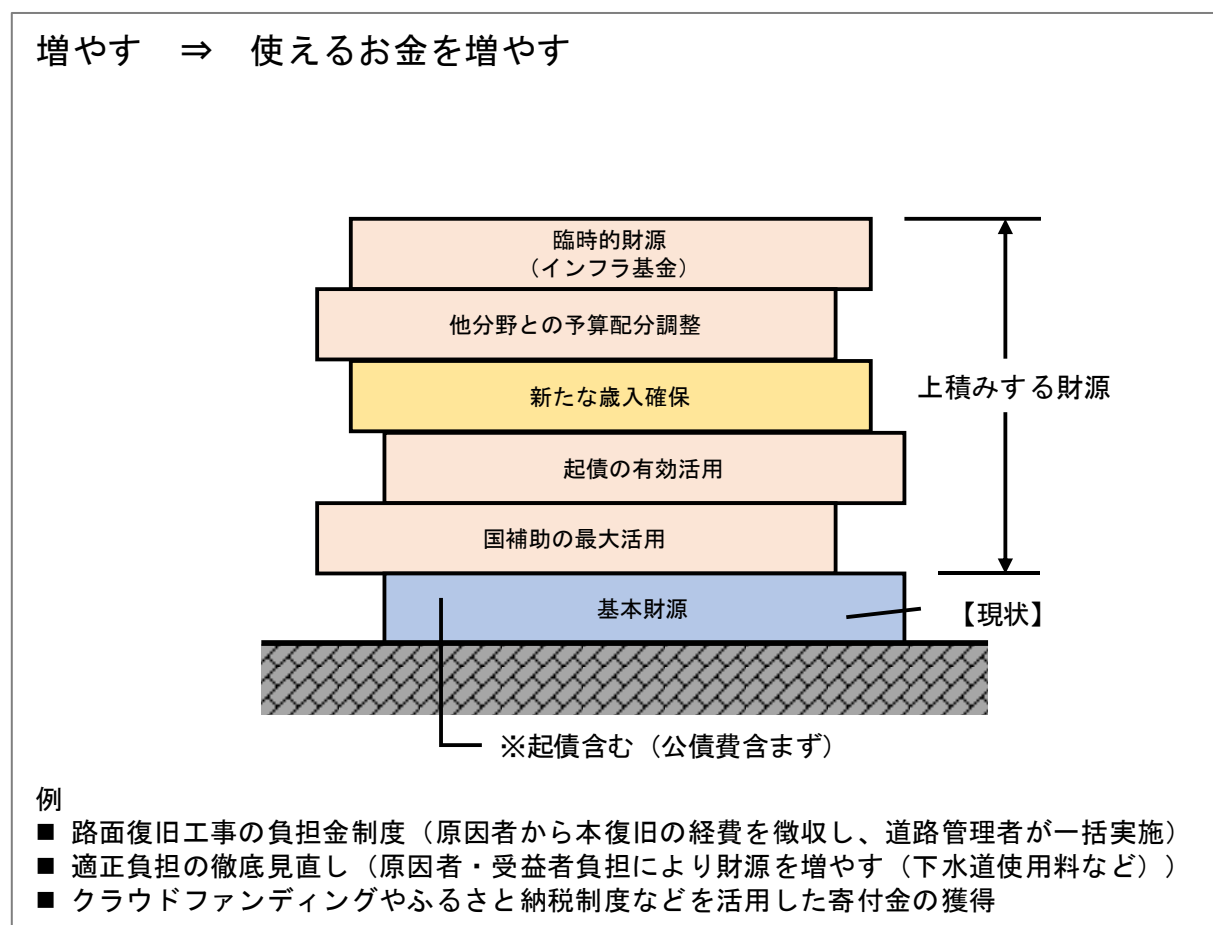 増やす ⇒ 使えるお金を増やす
臨時的財源
（インフラ基金）
他分野との予算配分調整
新たな歳入確保
上積みする財源
起債の有効活用
国補助の最大活用
基本財源
【現状】
※起債含む（公債費含まず）
例
■ 路面復旧工事の負担金制度（原因者から本復旧の経費を徴収し、道路管理者が一括実施）
■ 適正負担の徹底見直し（原因者・受益者負担により財源を増やす（下水道使用料など））
■ クラウドファンディングやふるさと納税制度などを活用した寄付金の獲得